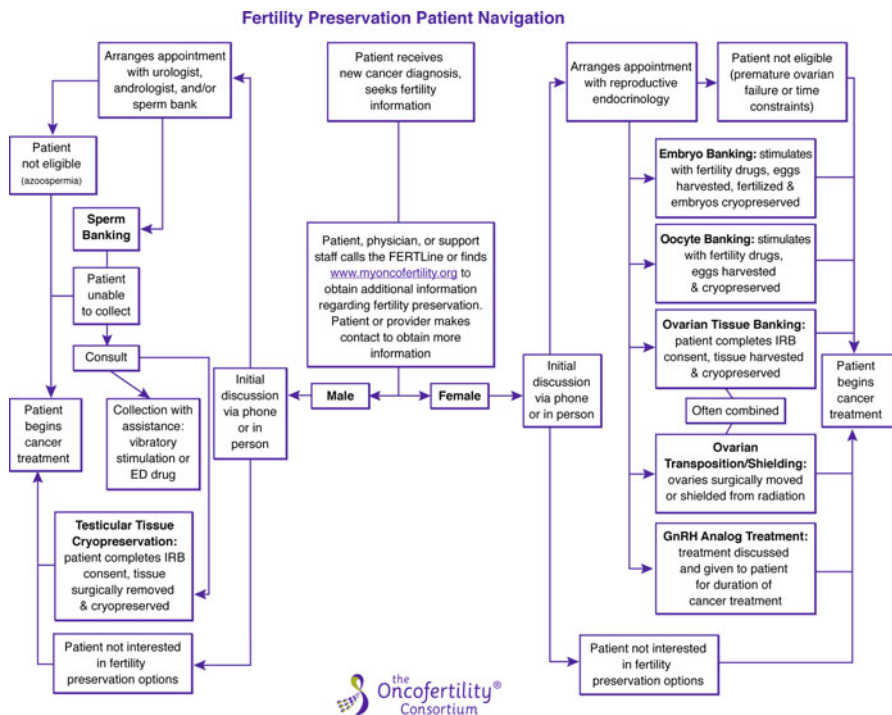 Fertility Preservation Patient Navigation
Arranges appointment
with urologist,
andrologist, and/or
sperm bank
Patient
not eligible
(azoospermia)
Sperm
Banking
Patient
unable
to collect
Consult
Patient
begins
cancer
treatment
Collection with
assistance:
vibratory
stimulation or
ED drug
Testicular Tissue
Cryopreservation:
patient completes IRB
consent, tissue
surgically removed
& cryopreserved
Patient not interested
in fertility
preservation options
Initial
discussion
via phone
or in
person
Patient receives
new cancer diagnosis,
seeks fertility
information
Patient, physician, or support
staff calls the FERTLine or finds
www.myoncofertility.org to
obtain additional information
regarding fertility preservation.
Patient or provider makes
contact to obtain more
information
Male
Female
Initial
discussion
via phone
or in person
Arranges appointment
with reproductive
endocrinology
Patient not eligible
(premature ovarian
failure or time
constraints)
Embryo Banking: stimulates
with fertility drugs, eggs
harvested, fertilized &
embryos cryopreserved
Oocyte Banking: stimulates
with fertility drugs,
eggs harvested
& cryopreserved
Ovarian Tissue Banking:
patient completes IRB
consent, tissue harvested
& cryopreserved
Often combined
Ovarian
Transposition/Shielding:
ovaries surgically moved
or shielded from radiation
GnRH Analog Treatment:
treatment discussed
and given to patient
for duration of
cancer treatment
Patient
begins
cancer
treatment
Patient not interested
in fertility
preservation options
the
Oncofertility®
Consortium